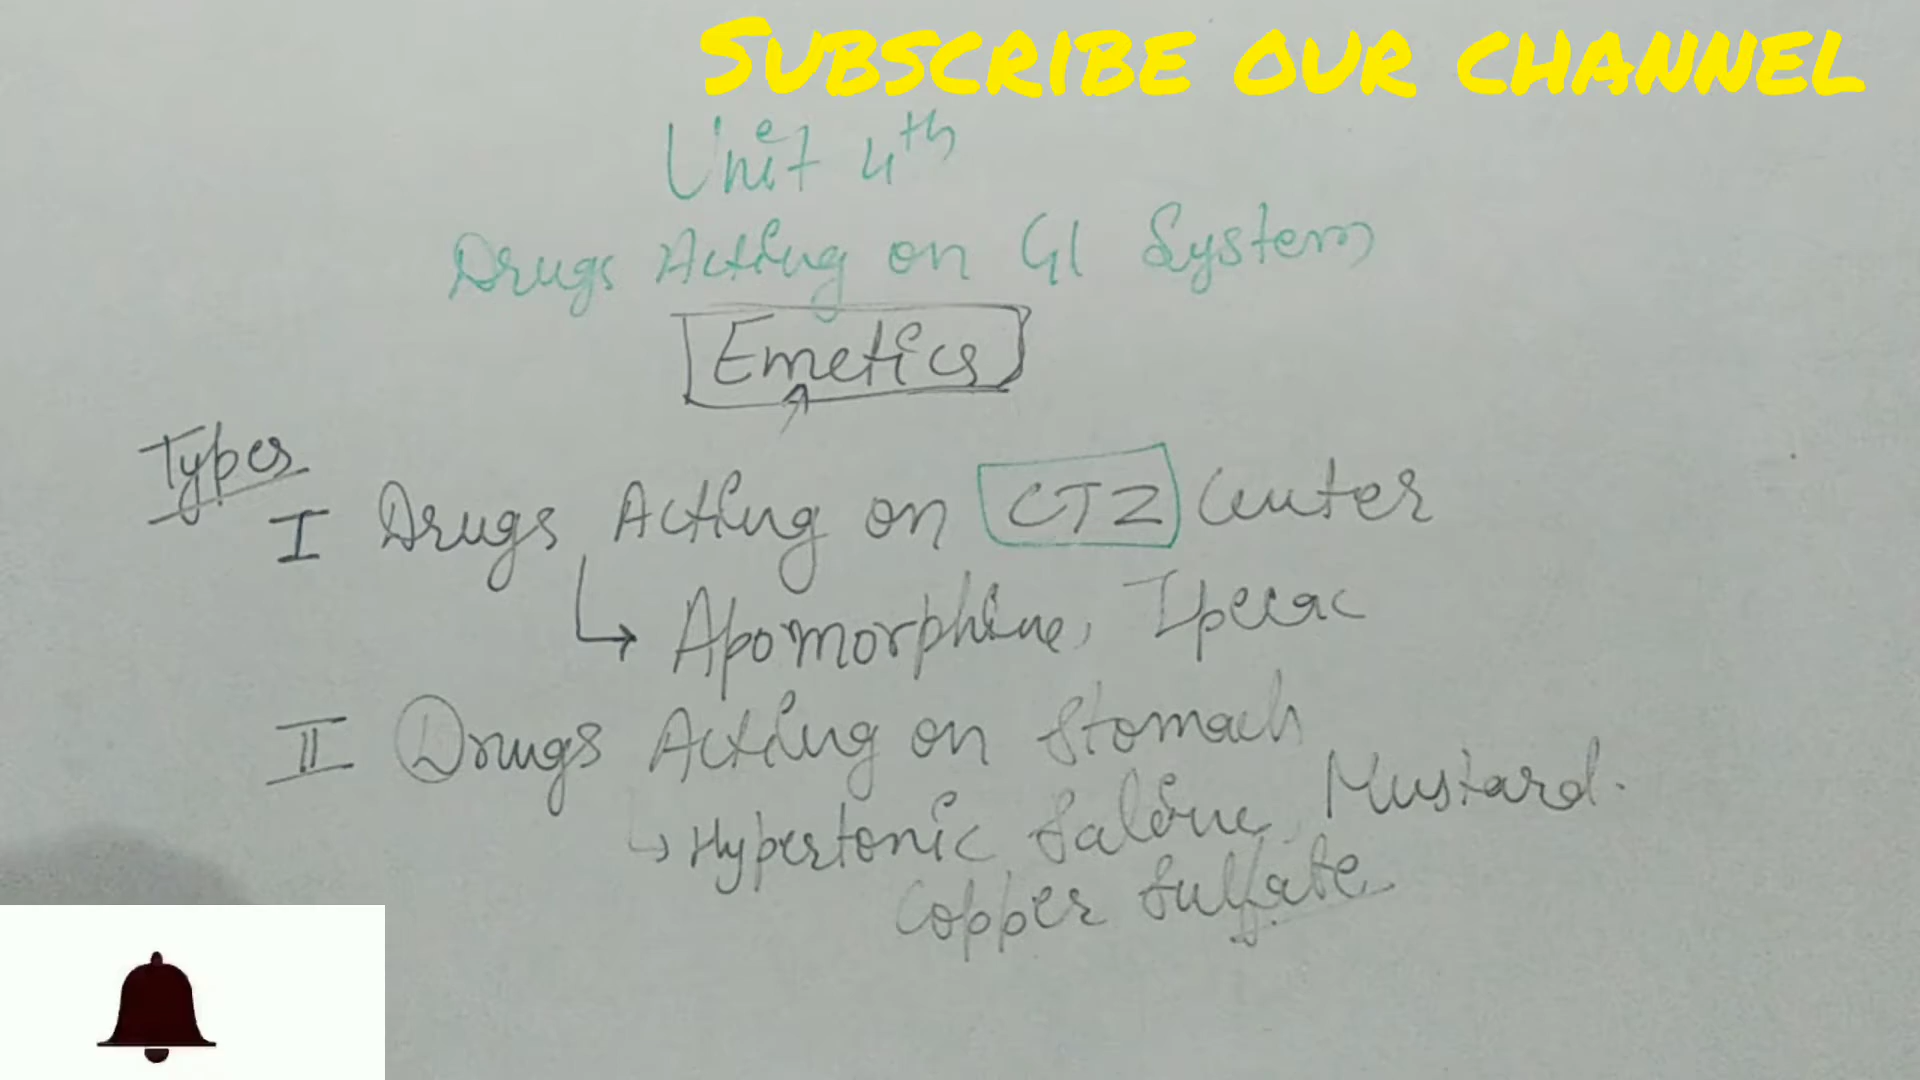 SUBSCRIBE OUR CHANNEL
Unit 4th
Drugs Acting on GI System
Emetics
Types
I Drugs Acting on CTZ Center
Apomorphine, Ipecac
II Drugs Acting on Stomach
Hypertonic Saline, Mustard.
Copper Sulfate